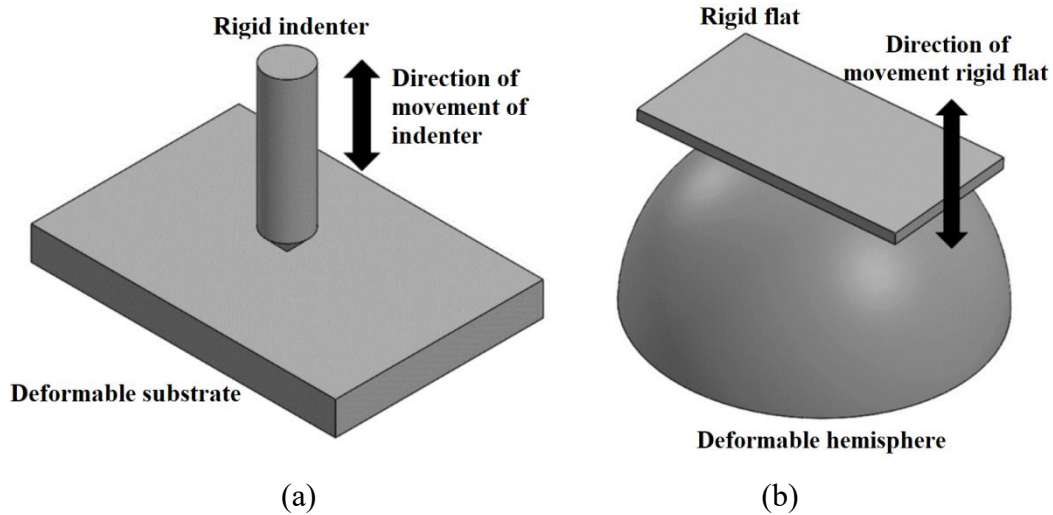 Rigid indenter
Direction of
movement of
indenter
Deformable substrate
(a)
Rigid flat
Direction of
movement rigid flat
Deformable hemisphere
(b)